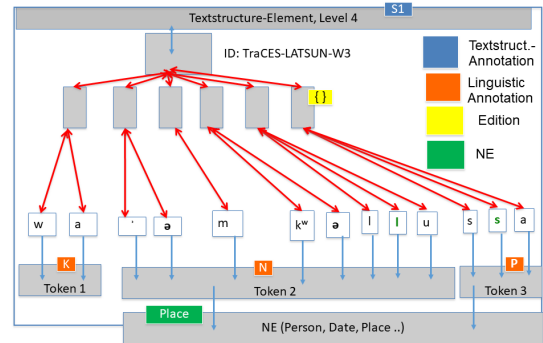 S1
Textstructure-Element, Level 4
ID: TraCES-LATSUN-W3
Textstruct.-
Annotation
Linguistic
Annotation
Edition
NE
{ }
w a ʾ ə m kʷ ə l l u s s a
K N P
Token 1 Token 2 Token 3
Place
NE (Person, Date, Place ..)